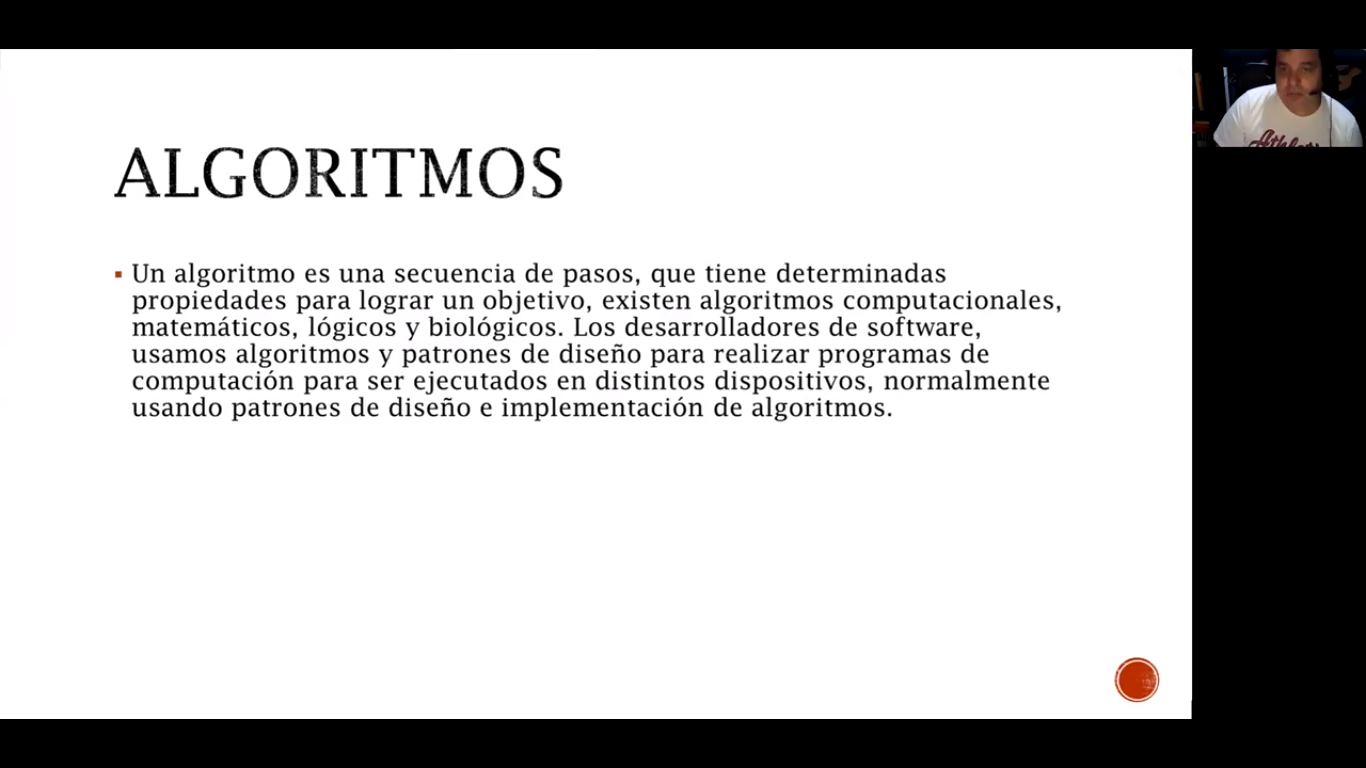 ALGORITMOS
Un algoritmo es una secuencia de pasos, que tiene determinadas
propiedades para lograr un objetivo, existen algoritmos computacionales,
matemáticos, lógicos y biológicos. Los desarrolladores de software,
usamos algoritmos y patrones de diseño para realizar programas de
computación para ser ejecutados en distintos dispositivos, normalmente
usando patrones de diseño e implementación de algoritmos.